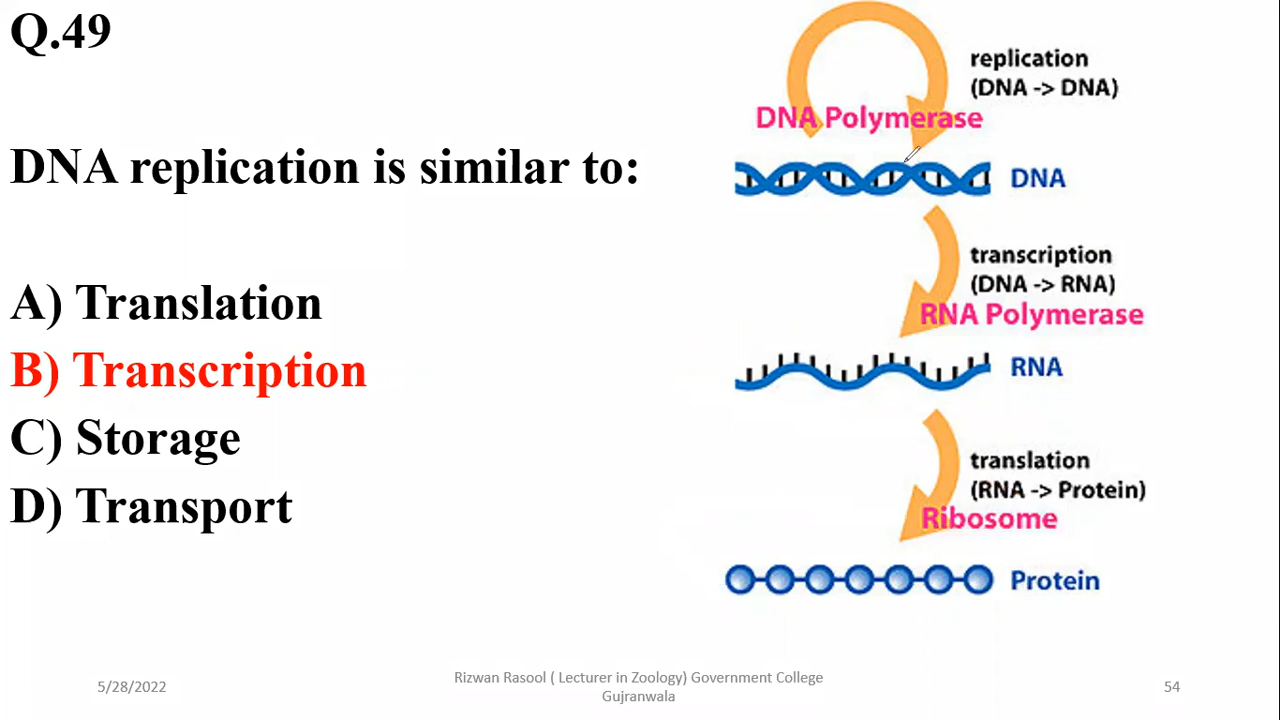 Q.49
DNA replication is similar to:
A) Translation
B) Transcription
C) Storage
D) Transport
replication
(DNA -> DNA)
DNA Polymerase
DNA
transcription
(DNA -> RNA)
RNA Polymerase
RNA
translation
(RNA -> Protein)
Ribosome
Protein
5/28/2022
Rizwan Rasool ( Lecturer in Zoology) Government College
Gujranwala
54